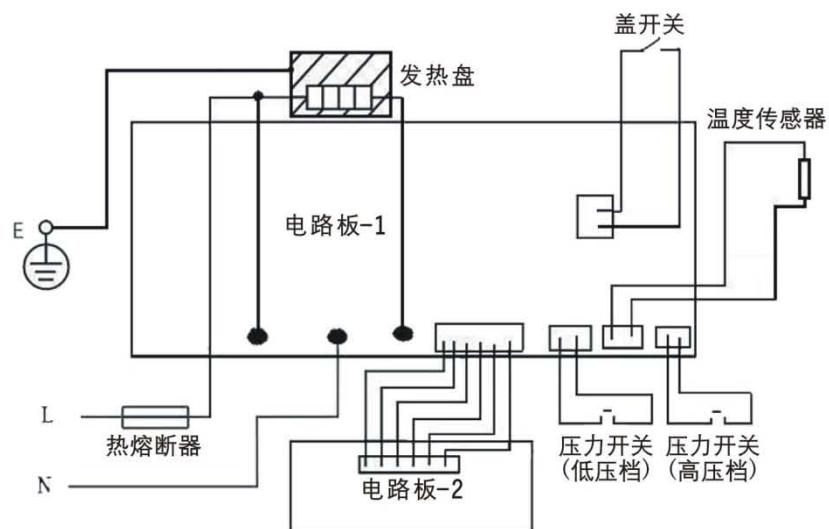 盖开关
发热盘
温度传感器
E
电路板-1
L
热熔断器
压力开关
(低压档)
压力开关
(高压档)
N
电路板-2